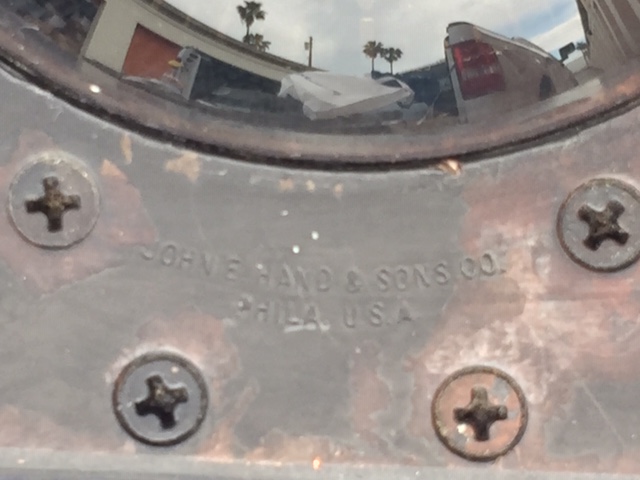 JOHN E. HAND & SONS CO.
PHILA. U.S.A.